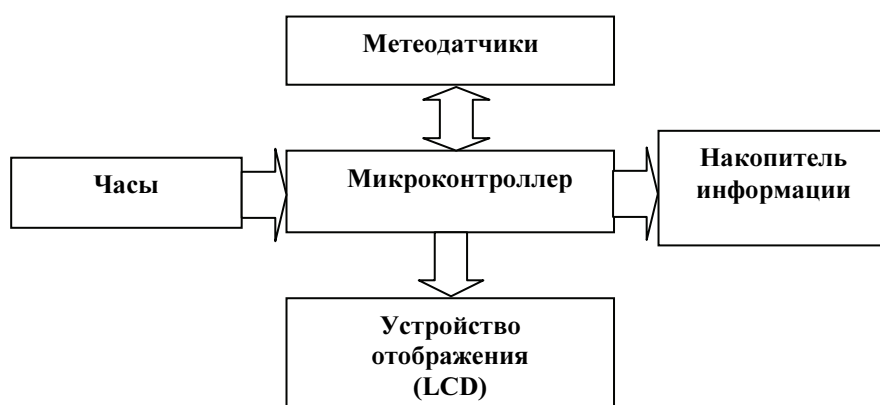 Метеодатчики
Часы
Микроконтроллер
Накопитель
информации
Устройство
отображения
(LCD)